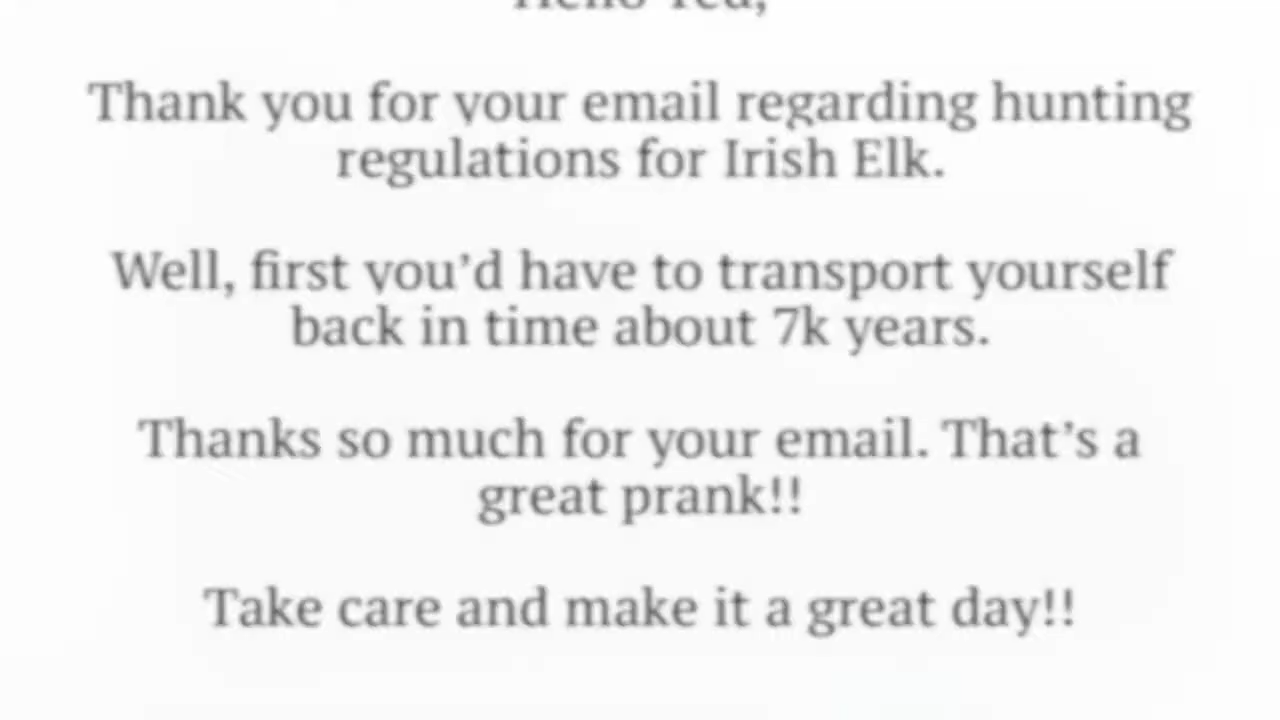 Hello Ted,
Thank you for your email regarding hunting
regulations for Irish Elk.
Well, first you’d have to transport yourself
back in time about 7k years.
Thanks so much for your email. That’s a
great prank!!
Take care and make it a great day!!